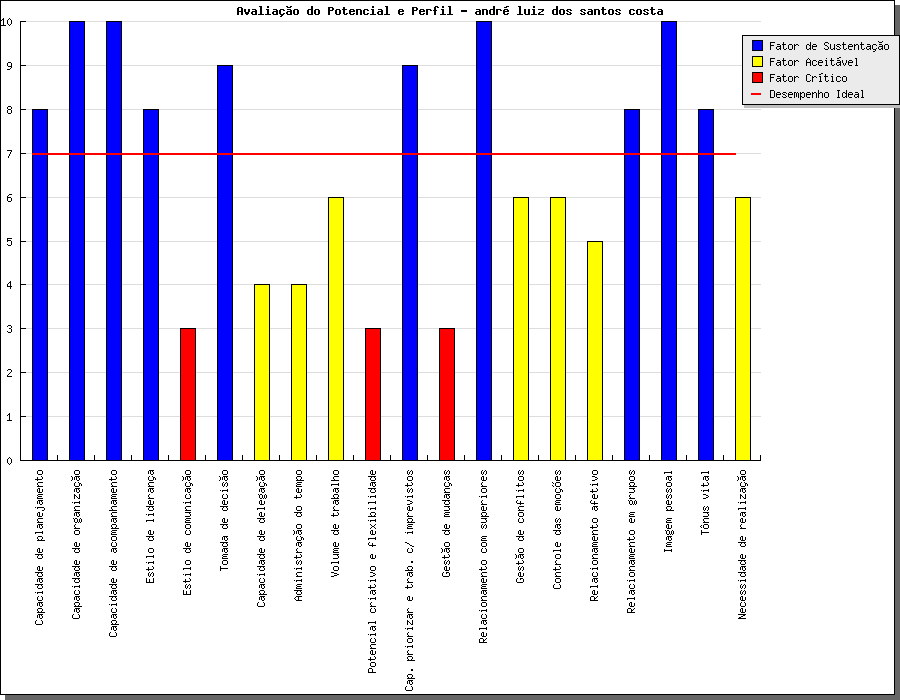 Avaliação do Potencial e Perfil - andré luiz dos santos costa
Fator de Sustentação
Fator Aceitável
Fator Crítico
Desempenho Ideal
10
9
8
7
6
5
4
3
2
1
0
Capacidade de planejamento
Capacidade de organização
Capacidade de acompanhamento
Estilo de liderança
Estilo de comunicação
Tomada de decisão
Capacidade de delegação
Administração do tempo
Volume de trabalho
Potencial criativo e flexibilidade
Cap. priorizar e trab. c/ imprevistos
Gestão de mudanças
Relacionamento com superiores
Gestão de conflitos
Controle das emoções
Relacionamento afetivo
Relacionamento em grupos
Imagem pessoal
Tônus vital
Necessidade de realização